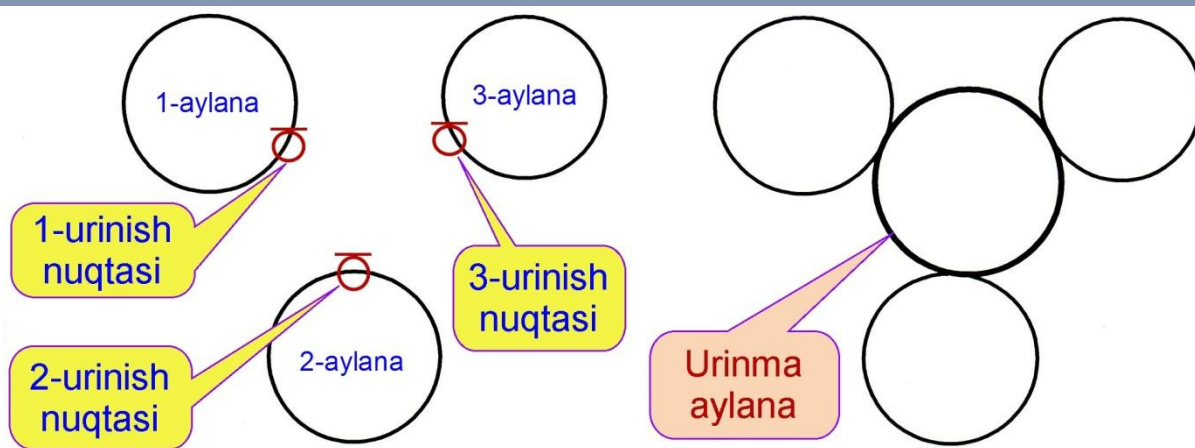 1-aylana
3-aylana
1-urinish
nuqtasi
3-urinish
nuqtasi
2-aylana
2-urinish
nuqtasi
Urinma
aylana